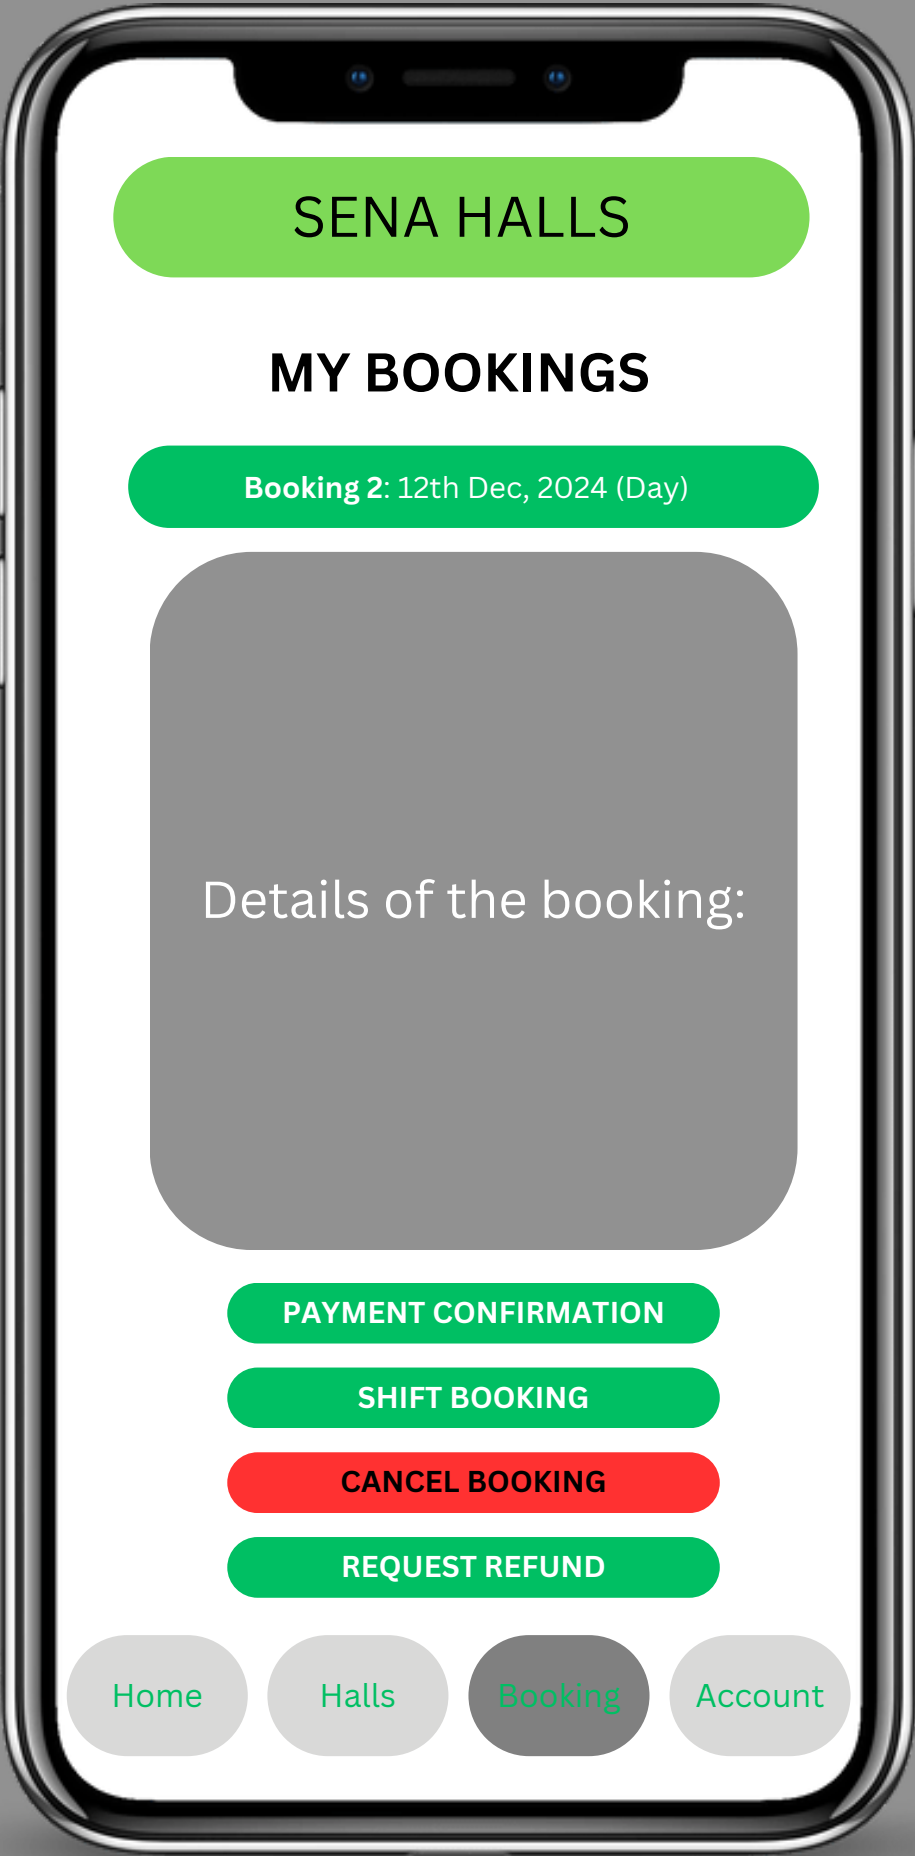 SENA HALLS
MY BOOKINGS
Booking 2: 12th Dec, 2024 (Day)
Details of the booking:
PAYMENT CONFIRMATION
SHIFT BOOKING
CANCEL BOOKING
REQUEST REFUND
Home Halls Booking Account